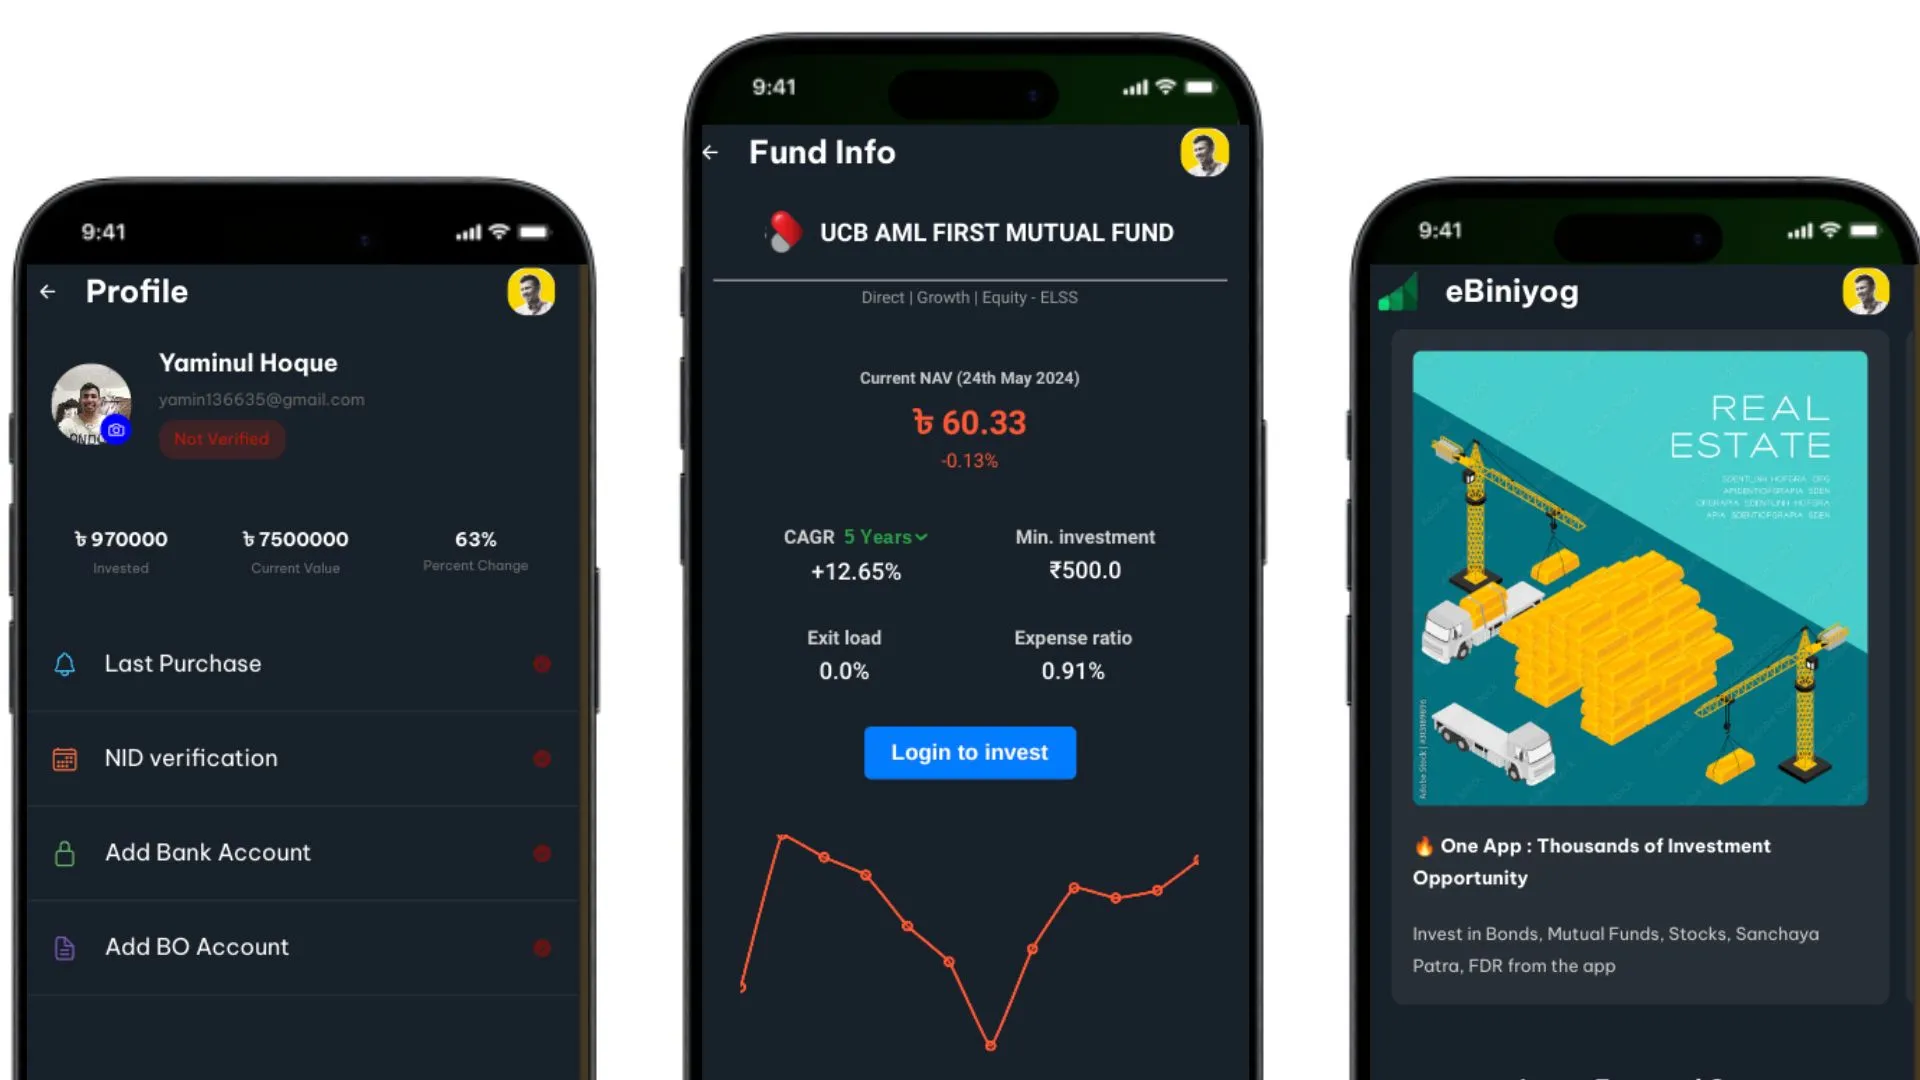 9:41
Profile
Yaminul Hoque
yamin136635@gmail.com
Not Verified
৳ 970000
Invested
৳ 7500000
Current Value
63%
Percent Change
Last Purchase
NID verification
Add Bank Account
Add BO Account
9:41
Fund Info
UCB AML FIRST MUTUAL FUND
Direct | Growth | Equity - ELSS
Current NAV (24th May 2024)
৳ 60.33
-0.13%
CAGR 5 Years
+12.65%
Min. investment
₹500.0
Exit load
0.0%
Expense ratio
0.91%
Login to invest
9:41
eBiniyog
REAL
ESTATE
🔥 One App : Thousands of Investment
Opportunity
Invest in Bonds, Mutual Funds, Stocks, Sanchaya
Patra, FDR from the app